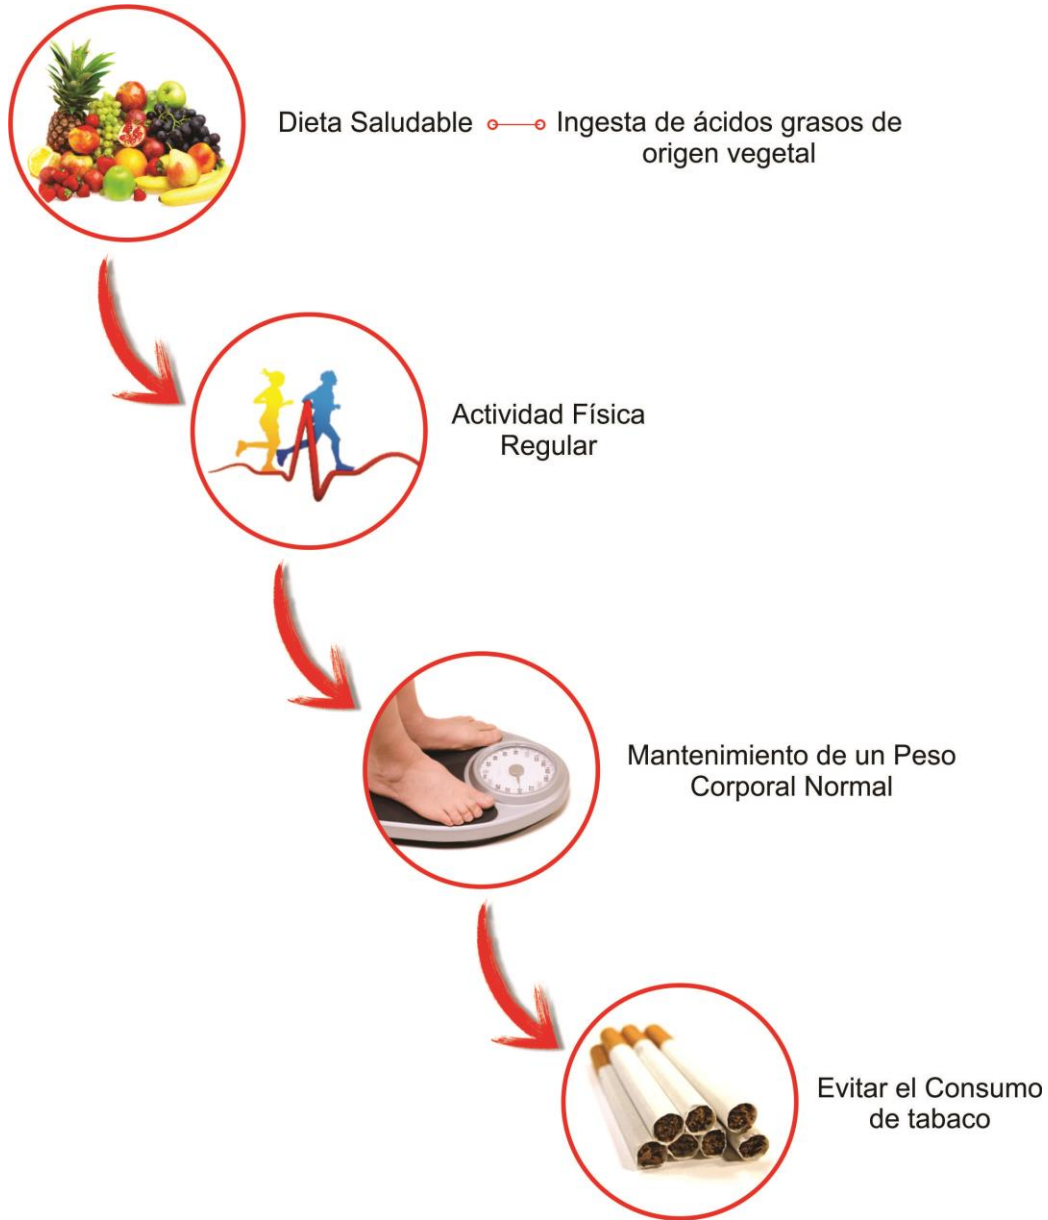 Dieta Saludable Ingesta de ácidos grasos de
origen vegetal
Actividad Física
Regular
Mantenimiento de un Peso
Corporal Normal
Evitar el Consumo
de tabaco